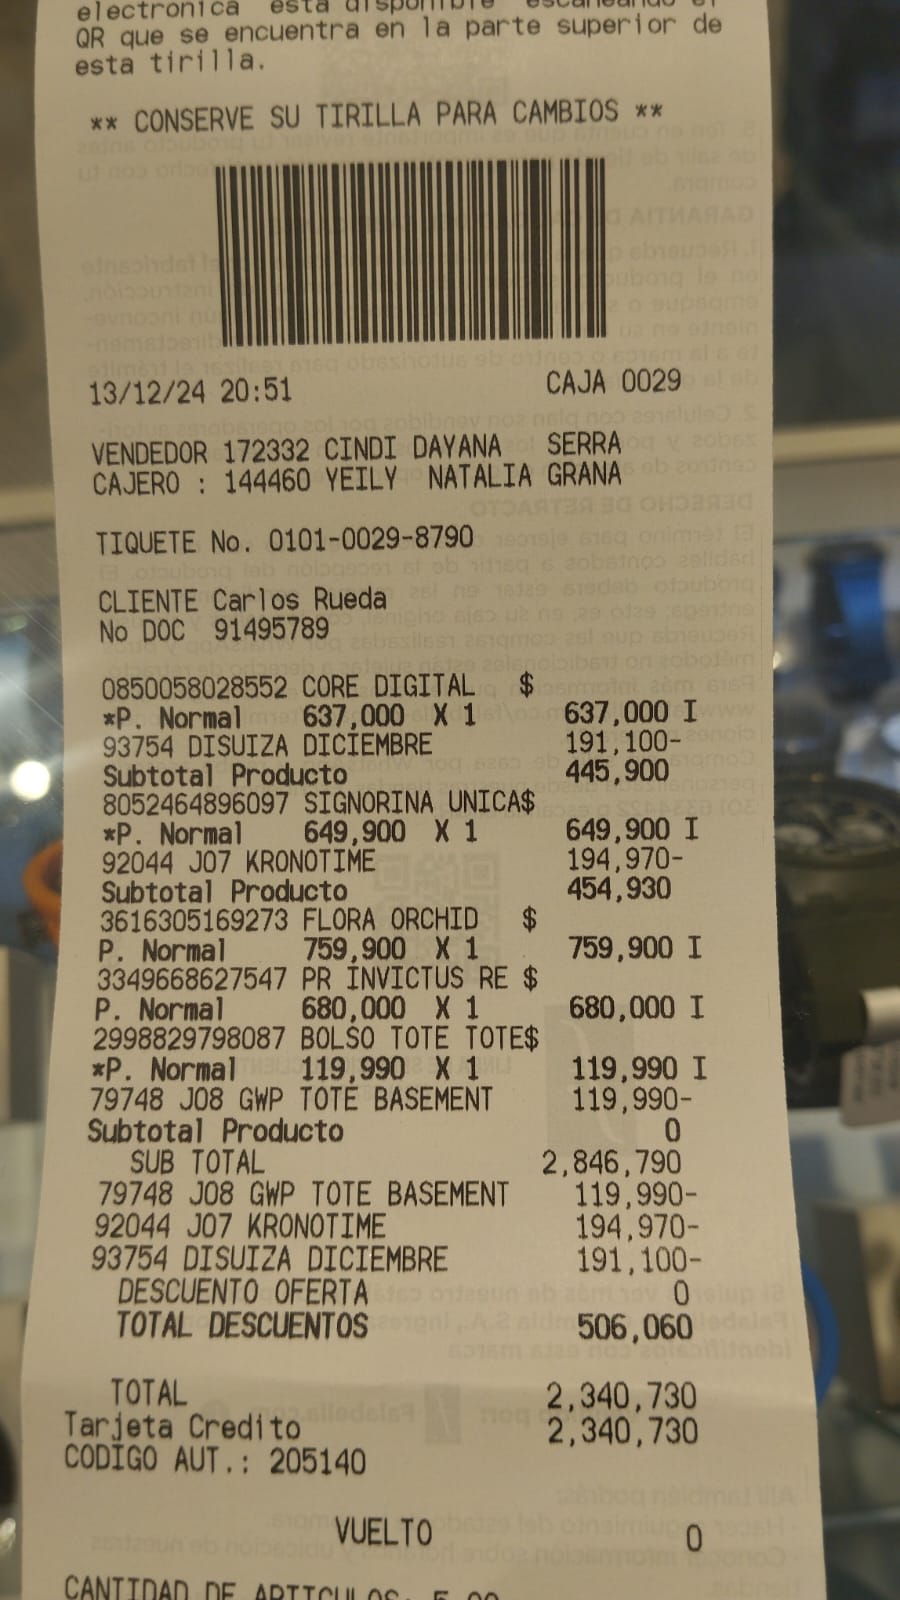 electronica esta disponible escaneando el
QR que se encuentra en la parte superior de
esta tirilla.
** CONSERVE SU TIRILLA PARA CAMBIOS **
13/12/24 20:51 CAJA 0029
VENDEDOR 172332 CINDI DAYANA SERRA
CAJERO : 144460 YEILY NATALIA GRANA
TIQUETE No. 0101-0029-8790
CLIENTE Carlos Rueda
No DOC 91495789
0850058028552 CORE DIGITAL $
*P. Normal 637,000 X 1 637,000 I
93754 DISUIZA DICIEMBRE 191,100-
Subtotal Producto 445,900
8052464896097 SIGNORINA UNICA$
*P. Normal 649,900 X 1 649,900 I
92044 J07 KRONOTIME 194,970-
Subtotal Producto 454,930
3616305169273 FLORA ORCHID $
P. Normal 759,900 X 1 759,900 I
3349668627547 PR INVICTUS RE $
P. Normal 680,000 X 1 680,000 I
2998829798087 BOLSO TOTE TOTE$
*P. Normal 119,990 X 1 119,990 I
79748 J08 GWP TOTE BASEMENT 119,990-
Subtotal Producto 0
SUB TOTAL 2,846,790
79748 J08 GWP TOTE BASEMENT 119,990-
92044 J07 KRONOTIME 194,970-
93754 DISUIZA DICIEMBRE 191,100-
DESCUENTO OFERTA 0
TOTAL DESCUENTOS 506,060
TOTAL 2,340,730
Tarjeta Credito 2,340,730
CODIGO AUT.: 205140
VUELTO 0
CANTIDAD DE ARTICULOS: 5.00